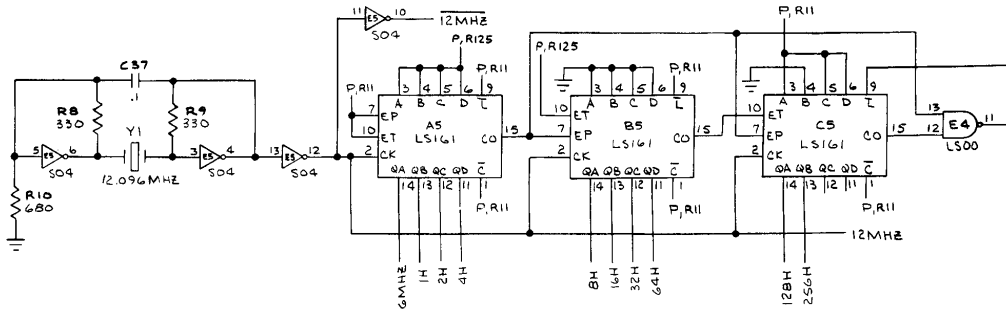 11 E5 10 12MHZ
S04
P,R11
P,R125
C37
.1
R8
330
R9
330
Y1
12.096MHZ
5 E5 6
S04
3 E5 4
S04
13 E5 12
S04
R10
680
P,R11
P,R11
3 4 5 6 9
A B C D L
7 EP
10 ET
2 CK
A5
LS161
CO 15
QA QB QC QD C
14 13 12 11 1
P,R11
6MHZ
1H
2H
4H
P,R125
P,R11
3 4 5 6 9
A B C D L
10 ET
7 EP
2 CK
B5
LS161
CO 15
QA QB QC QD C
14 13 12 11 1
P,R11
8H
16H
32H
64H
3 4 5 6 9
A B C D L
10 ET
7 EP
2 CK
C5
LS161
CO 15
QA QB QC QD C
14 13 12 11 1
P,R11
128H
256H
13
12
E4 11
LS00
12MHZ